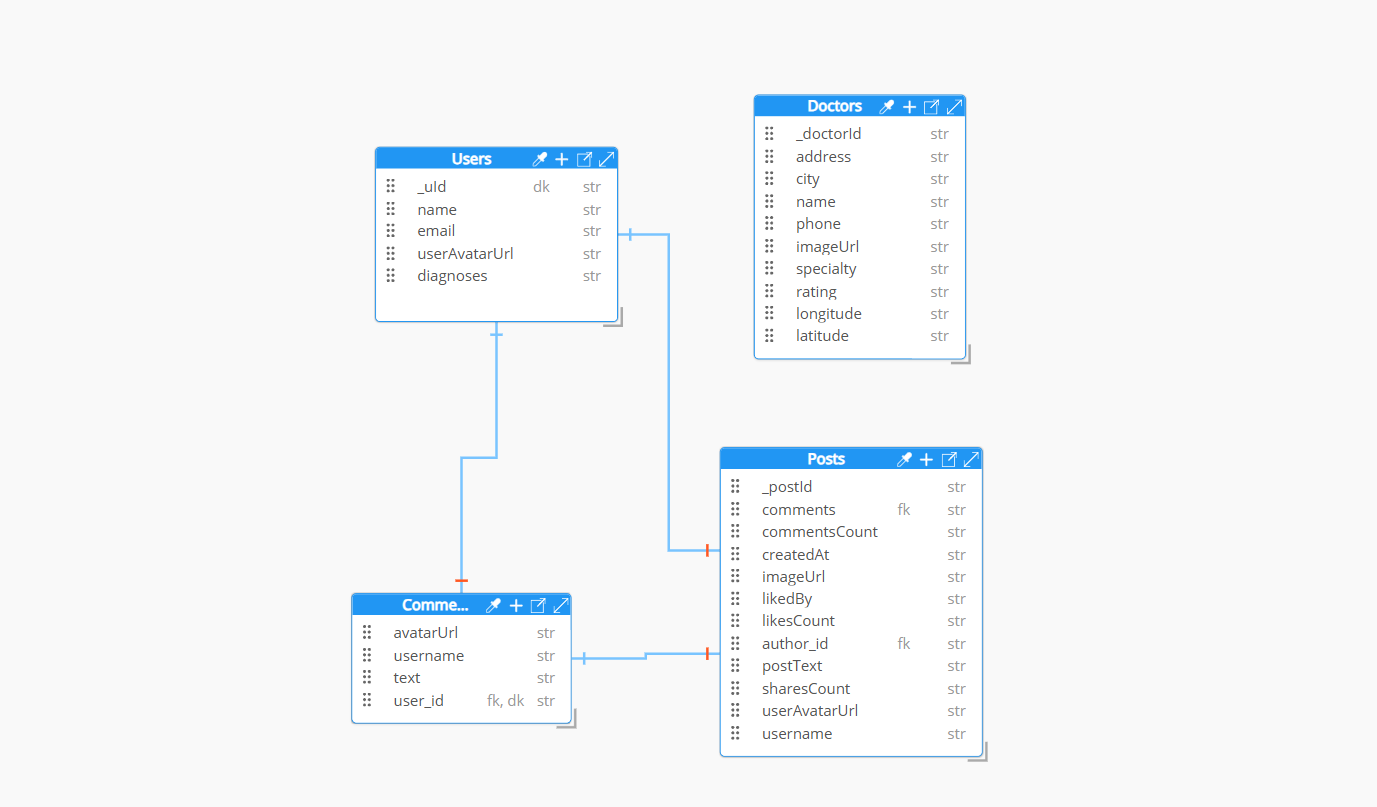 Doctors
_doctorId str
address str
city str
name str
phone str
imageUrl str
specialty str
rating str
longitude str
latitude str
Users
_uId dk str
name str
email str
userAvatarUrl str
diagnoses str
Posts
_postId str
comments fk str
commentsCount str
createdAt str
imageUrl str
likedBy str
likesCount str
author_id fk str
postText str
sharesCount str
userAvatarUrl str
username str
Comme...
avatarUrl str
username str
text str
user_id fk, dk str